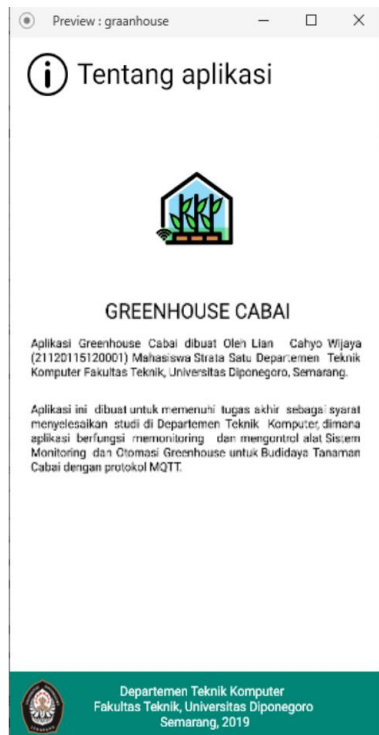 Preview : graanhouse
Tentang aplikasi
GREENHOUSE CABAI
Aplikasi Greenhouse Cabai dibuat Oleh Lian Cahyo Wijaya
(21120115120001) Mahasiswa Strata Satu Departemen Teknik
Komputer Fakultas Teknik, Universitas Diponegoro, Semarang.
Aplikasi ini dibuat untuk memenuhi tugas akhir sebagai syarat
menyelesaikan studi di Departemen Teknik Komputer, dimana
aplikasi berfungsi memonitoring dan mengontrol alat Sistem
Monitoring dan Otomasi Greenhouse untuk Budidaya Tanaman
Cabai dengan protokol MQTT.
Departemen Teknik Komputer
Fakultas Teknik, Universitas Diponegoro
Semarang, 2019